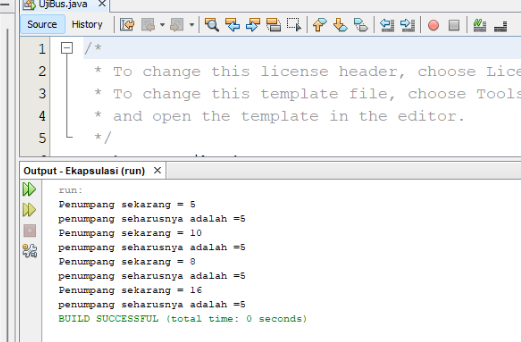 UjiBus.java
Source History
1 /*
2 * To change this license header, choose Lice
3 * To change this template file, choose Tools
4 * and open the template in the editor.
5 */
Output - Ekapsulasi (run)
run:
Penumpang sekarang = 5
penumpang seharusnya adalah =5
Penumpang sekarang = 10
penumpang seharusnya adalah =5
Penumpang sekarang = 8
penumpang seharusnya adalah =5
Penumpang sekarang = 16
penumpang seharusnya adalah =5
BUILD SUCCESSFUL (total time: 0 seconds)